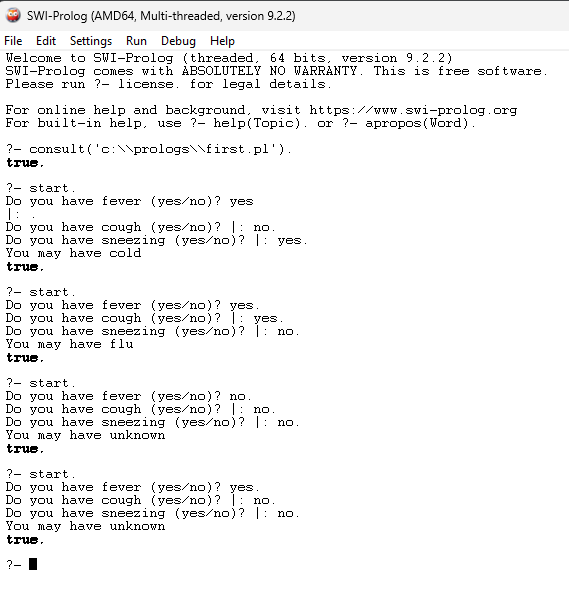 SWI-Prolog (AMD64, Multi-threaded, version 9.2.2)
File Edit Settings Run Debug Help
Welcome to SWI-Prolog (threaded, 64 bits, version 9.2.2)
SWI-Prolog comes with ABSOLUTELY NO WARRANTY. This is free software.
Please run ?- license. for legal details.

For online help and background, visit https://www.swi-prolog.org
For built-in help, use ?- help(Topic). or ?- apropos(Word).

?- consult('c:\\prologs\\first.pl').
true.

?- start.
Do you have fever (yes/no)? yes
|: .
Do you have cough (yes/no)? |: no.
Do you have sneezing (yes/no)? |: yes.
You may have cold
true.

?- start.
Do you have fever (yes/no)? yes.
Do you have cough (yes/no)? |: yes.
Do you have sneezing (yes/no)? |: no.
You may have flu
true.

?- start.
Do you have fever (yes/no)? no.
Do you have cough (yes/no)? |: no.
Do you have sneezing (yes/no)? |: no.
You may have unknown
true.

?- start.
Do you have fever (yes/no)? yes.
Do you have cough (yes/no)? |: no.
Do you have sneezing (yes/no)? |: no.
You may have unknown
true.

?-